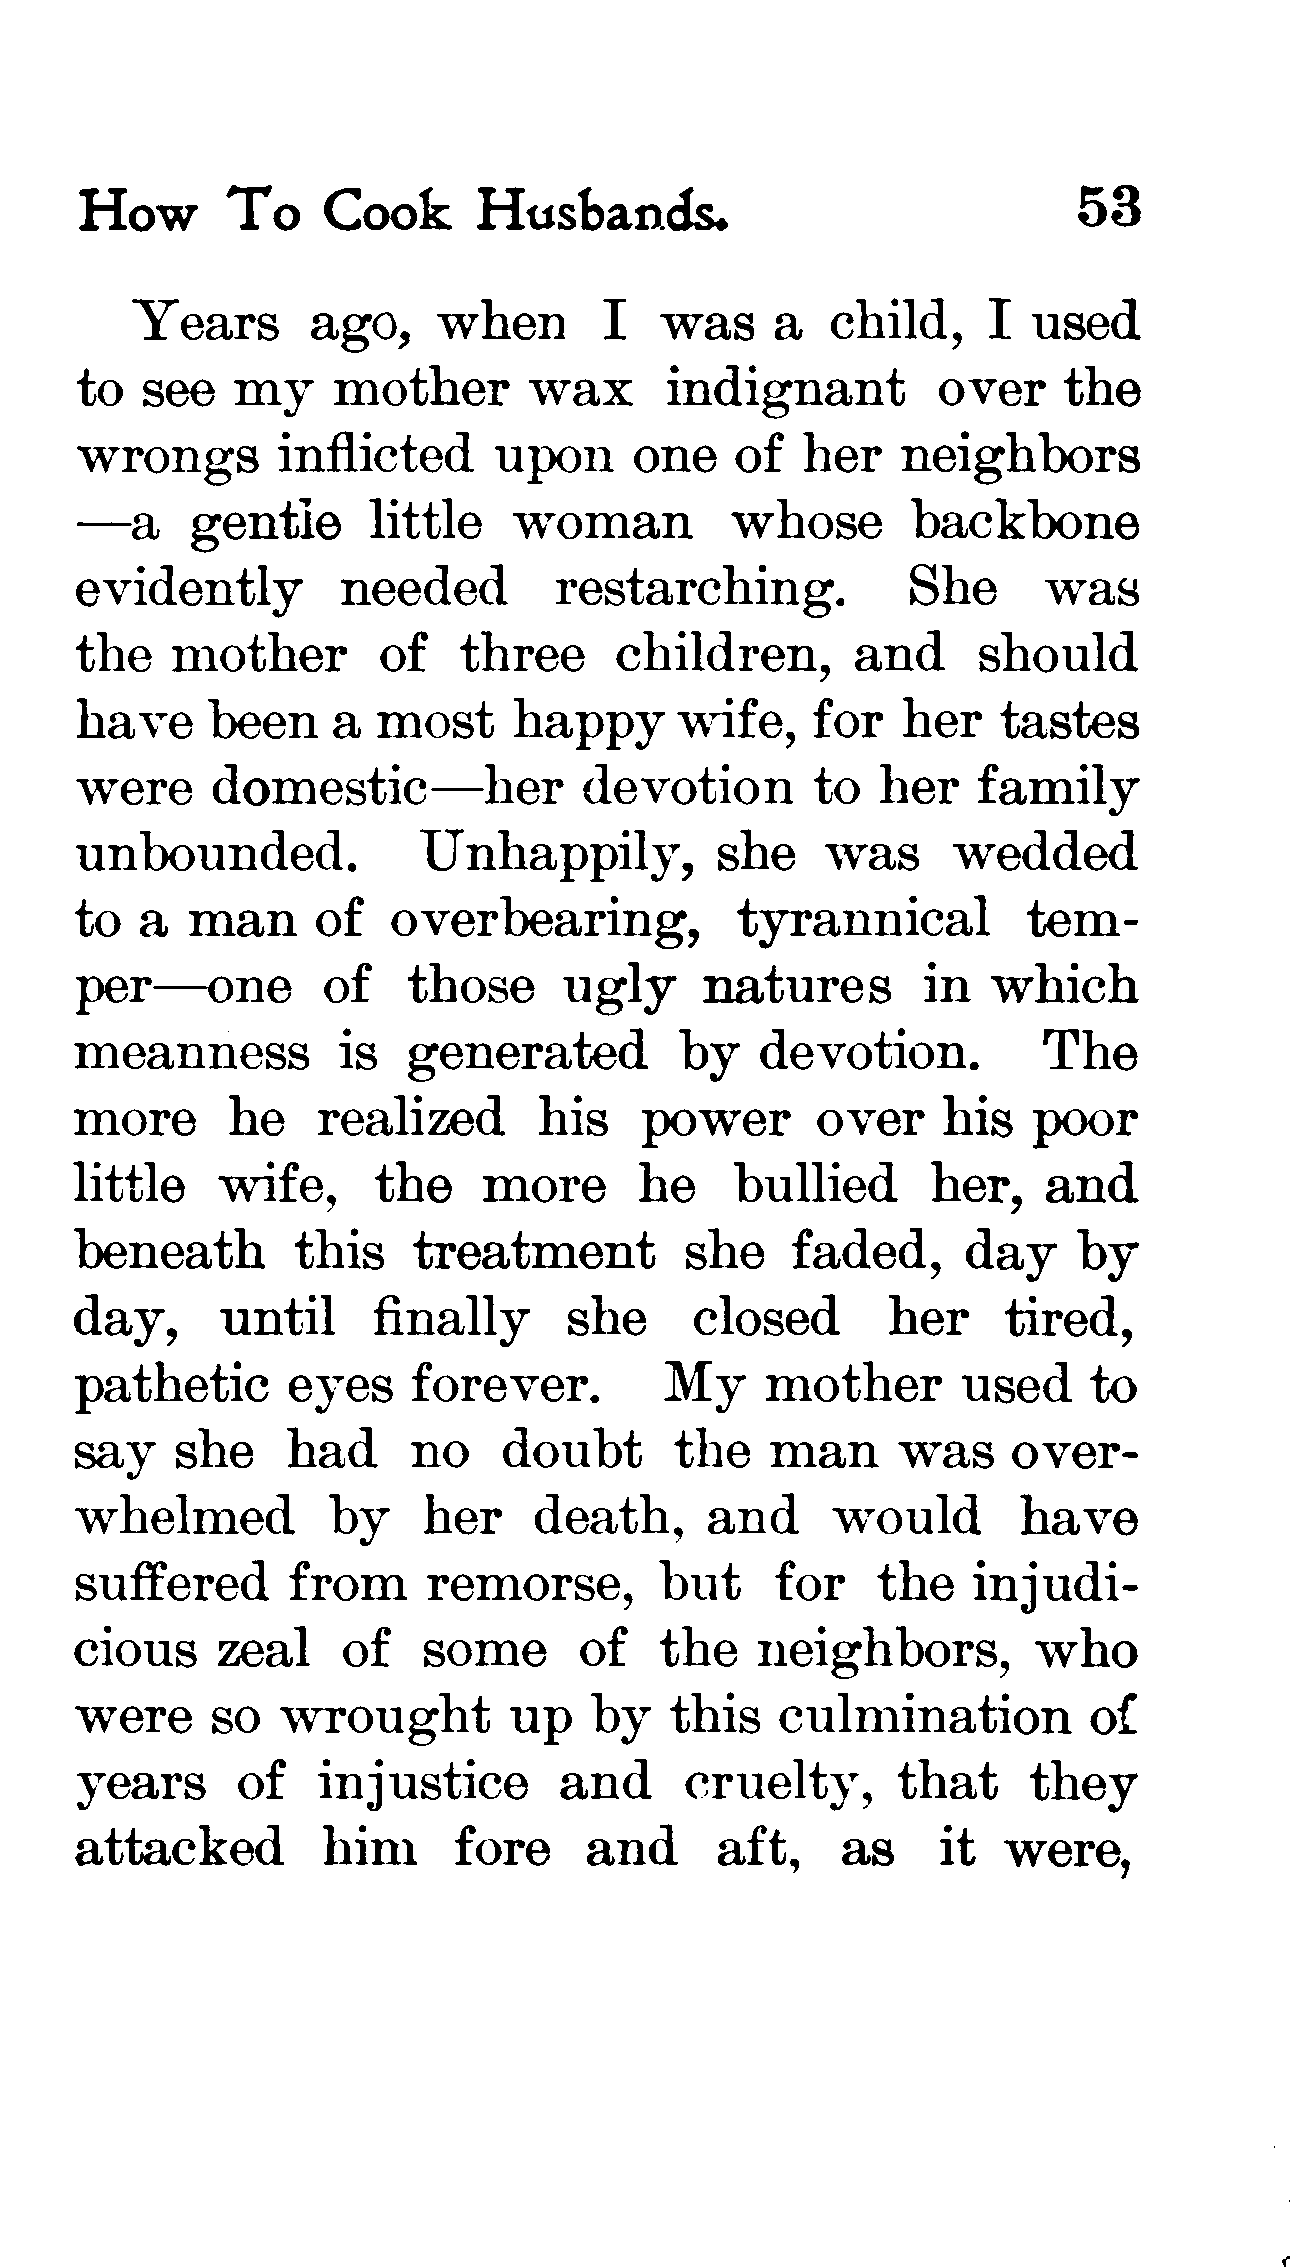 How To Cook Husbands. 53
Years ago, when I was a child, I used
to see my mother wax indignant over the
wrongs inflicted upon one of her neighbors
—a gentle little woman whose backbone
evidently needed restarching. She was
the mother of three children, and should
have been a most happy wife, for her tastes
were domestic—her devotion to her family
unbounded. Unhappily, she was wedded
to a man of overbearing, tyrannical tem-
per—one of those ugly natures in which
meanness is generated by devotion. The
more he realized his power over his poor
little wife, the more he bullied her, and
beneath this treatment she faded, day by
day, until finally she closed her tired,
pathetic eyes forever. My mother used to
say she had no doubt the man was over-
whelmed by her death, and would have
suffered from remorse, but for the injudi-
cious zeal of some of the neighbors, who
were so wrought up by this culmination of
years of injustice and cruelty, that they
attacked him fore and aft, as it were,